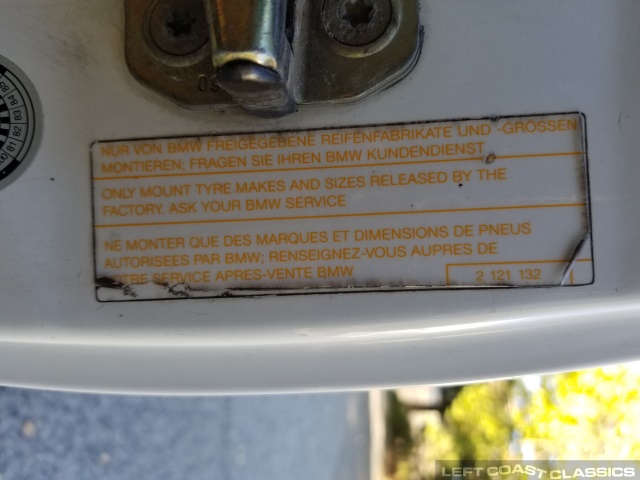 NUR VON BMW FREIGEGEBENE REIFENFABRIKATE UND -GRÖSSEN
MONTIEREN; FRAGEN SIE IHREN BMW KUNDENDIENST
ONLY MOUNT TYRE MAKES AND SIZES RELEASED BY THE
FACTORY. ASK YOUR BMW SERVICE
NE MONTER QUE DES MARQUES ET DIMENSIONS DE PNEUS
AUTORISEES PAR BMW; RENSEIGNEZ-VOUS AUPRES DE
SERVICE APRES-VENTE BMW
2 121 132
LEFT COAST CLASSICS